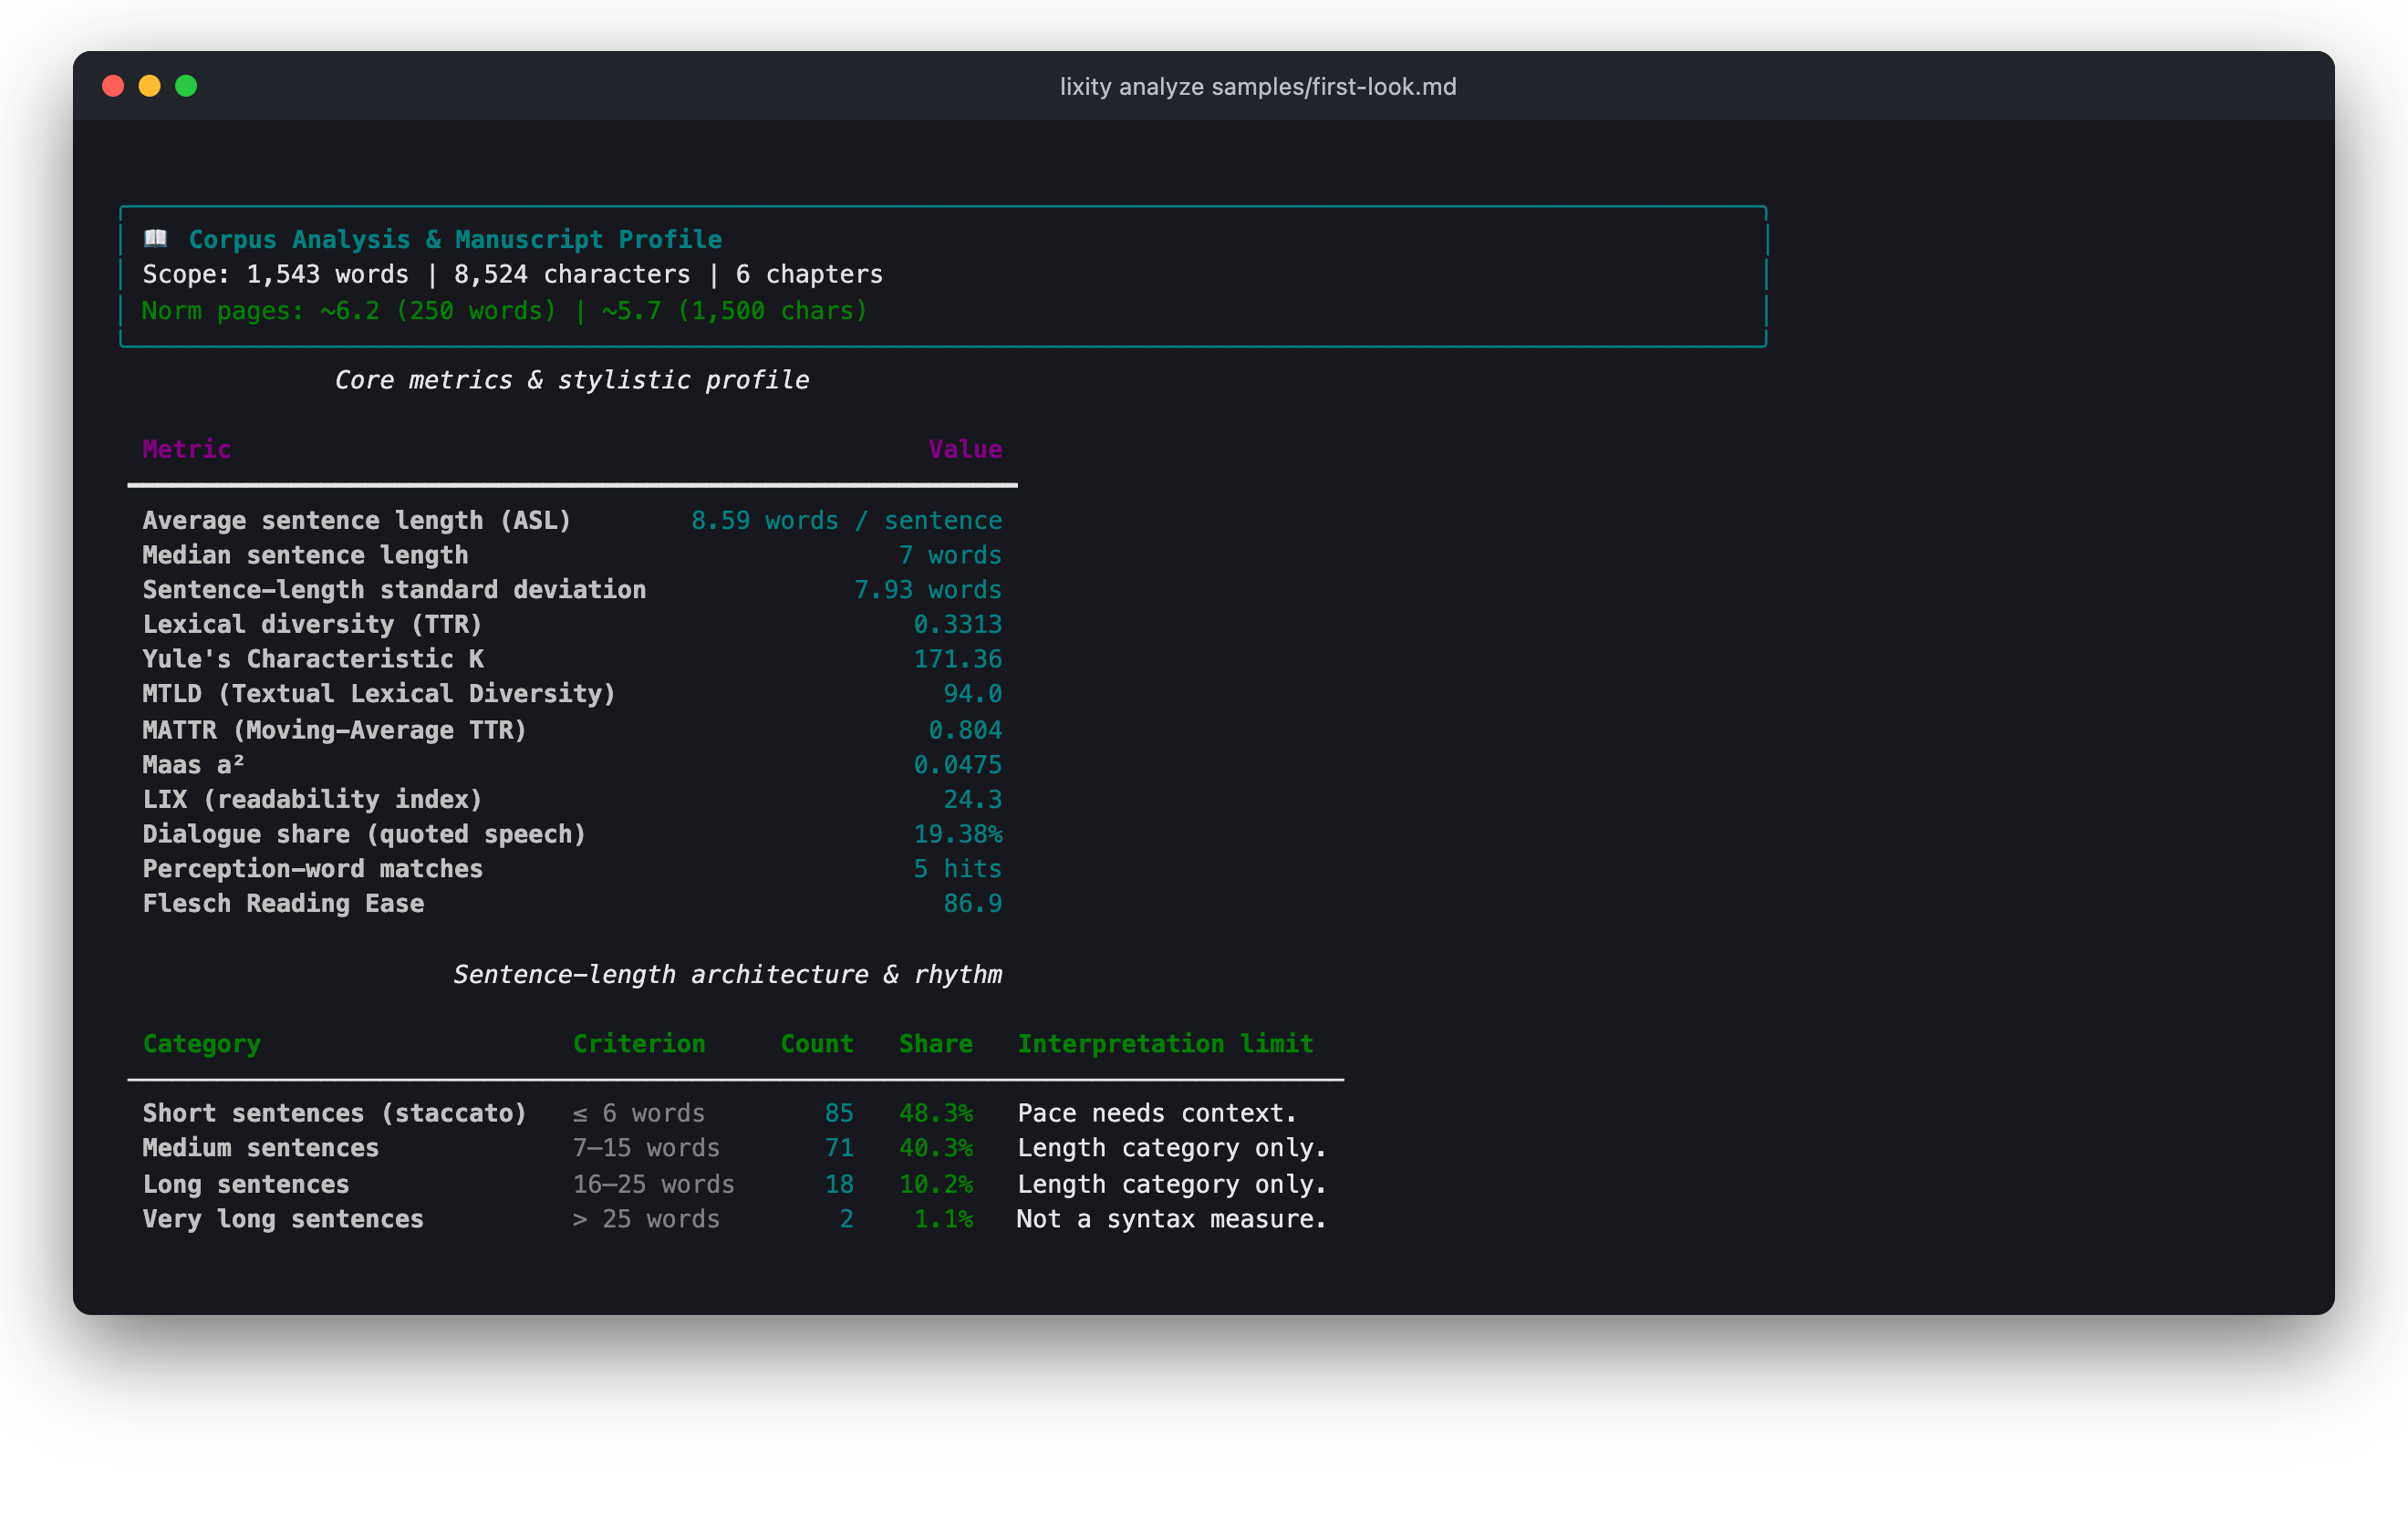 lixity analyze samples/first-look.md
📖 Corpus Analysis & Manuscript Profile
Scope: 1,543 words | 8,524 characters | 6 chapters
Norm pages: ~6.2 (250 words) | ~5.7 (1,500 chars)
Core metrics & stylistic profile
Metric Value
Average sentence length (ASL) 8.59 words / sentence
Median sentence length 7 words
Sentence-length standard deviation 7.93 words
Lexical diversity (TTR) 0.3313
Yule's Characteristic K 171.36
MTLD (Textual Lexical Diversity) 94.0
MATTR (Moving-Average TTR) 0.804
Maas a² 0.0475
LIX (readability index) 24.3
Dialogue share (quoted speech) 19.38%
Perception-word matches 5 hits
Flesch Reading Ease 86.9
Sentence-length architecture & rhythm
Category Criterion Count Share Interpretation limit
Short sentences (staccato) ≤ 6 words 85 48.3% Pace needs context.
Medium sentences 7–15 words 71 40.3% Length category only.
Long sentences 16–25 words 18 10.2% Length category only.
Very long sentences > 25 words 2 1.1% Not a syntax measure.